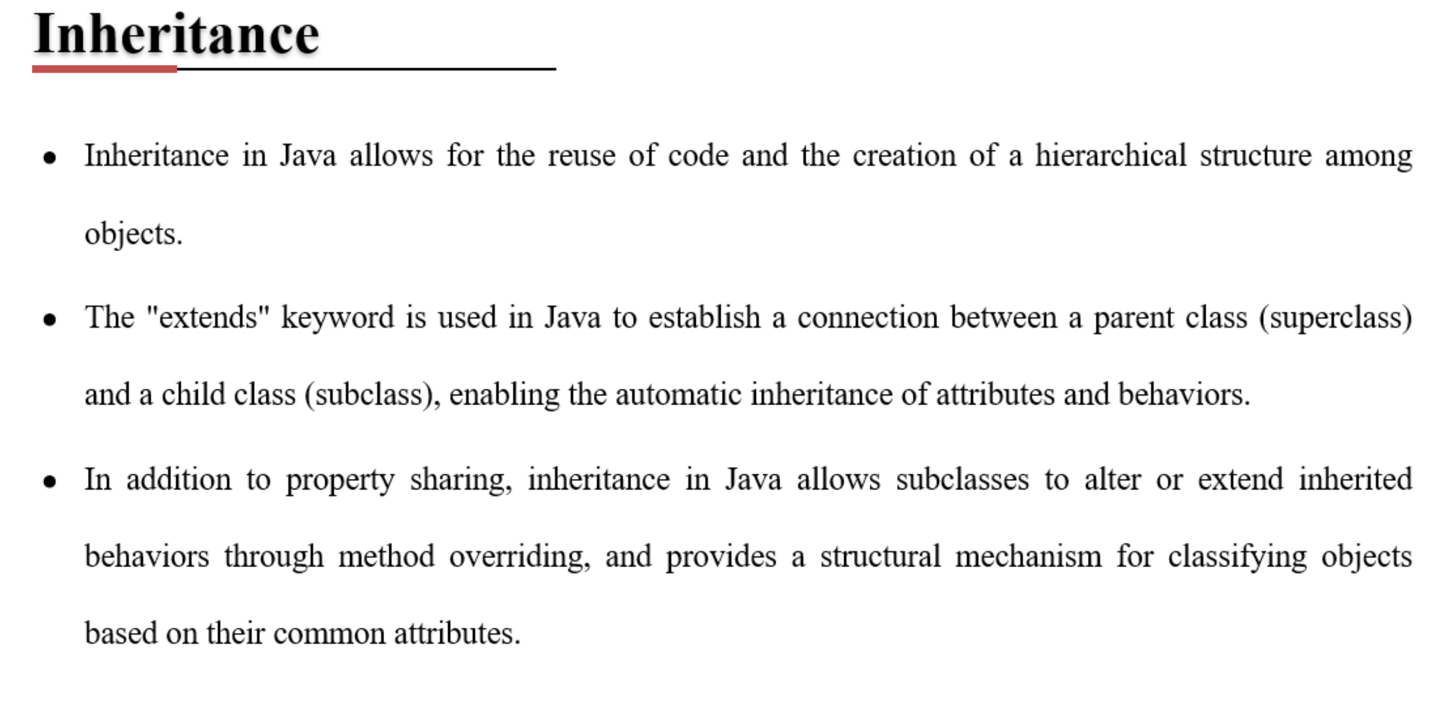 Inheritance
● Inheritance in Java allows for the reuse of code and the creation of a hierarchical structure among
objects.
● The "extends" keyword is used in Java to establish a connection between a parent class (superclass)
and a child class (subclass), enabling the automatic inheritance of attributes and behaviors.
● In addition to property sharing, inheritance in Java allows subclasses to alter or extend inherited
behaviors through method overriding, and provides a structural mechanism for classifying objects
based on their common attributes.